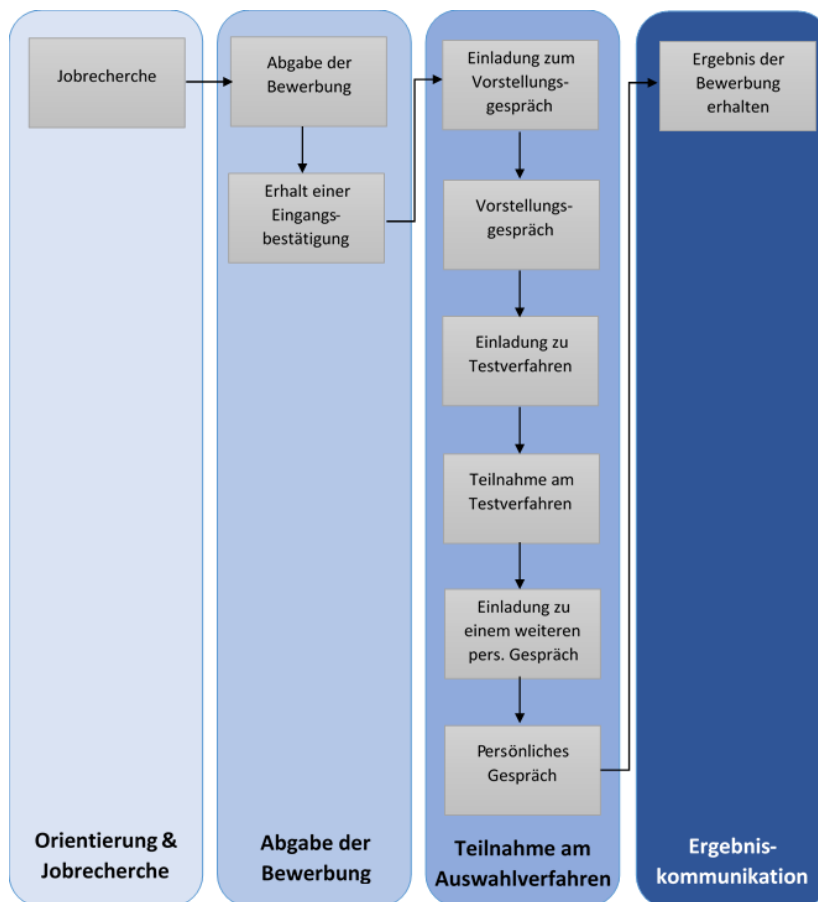 Jobrecherche
Abgabe der
Bewerbung
Erhalt einer
Eingangs-
bestätigung
Einladung zum
Vorstellungs-
gespräch
Vorstellungs-
gespräch
Einladung zu
Testverfahren
Teilnahme am
Testverfahren
Einladung zu
einem weiteren
pers. Gespräch
Persönliches
Gespräch
Ergebnis der
Bewerbung
erhalten
Orientierung &
Jobrecherche
Abgabe der
Bewerbung
Teilnahme am
Auswahlverfahren
Ergebnis-
kommunikation